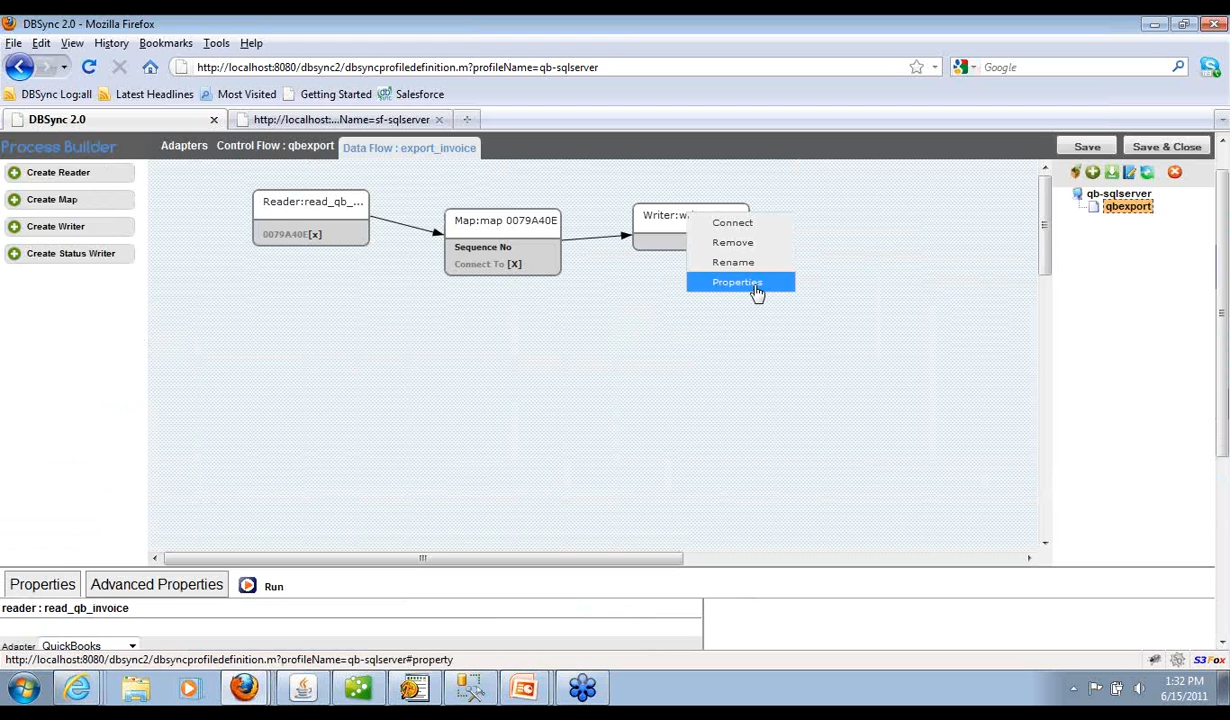 DBSync 2.0 - Mozilla Firefox
File Edit View History Bookmarks Tools Help
http://localhost:8080/dbsync2/dbsyncprofiledefinition.m?profileName=qb-sqlserver
Google
DBSync Log:all Latest Headlines Most Visited Getting Started Salesforce
DBSync 2.0
http://localhost:...Name=sf-sqlserver
Process Builder
Adapters Control Flow : qbexport Data Flow : export_invoice
Save Save & Close
Create Reader
Create Map
Create Writer
Create Status Writer
Reader:read_qb_...
0079A40E[x]
Map:map 0079A40E
Sequence No
Connect To [X]
Writer:w
Connect
Remove
Rename
Properties
qb-sqlserver
qbexport
Properties Advanced Properties Run
reader : read_qb_invoice
Adapter QuickBooks
http://localhost:8080/dbsync2/dbsyncprofiledefinition.m?profileName=qb-sqlserver#property
S3Fox
1:32 PM
6/15/2011